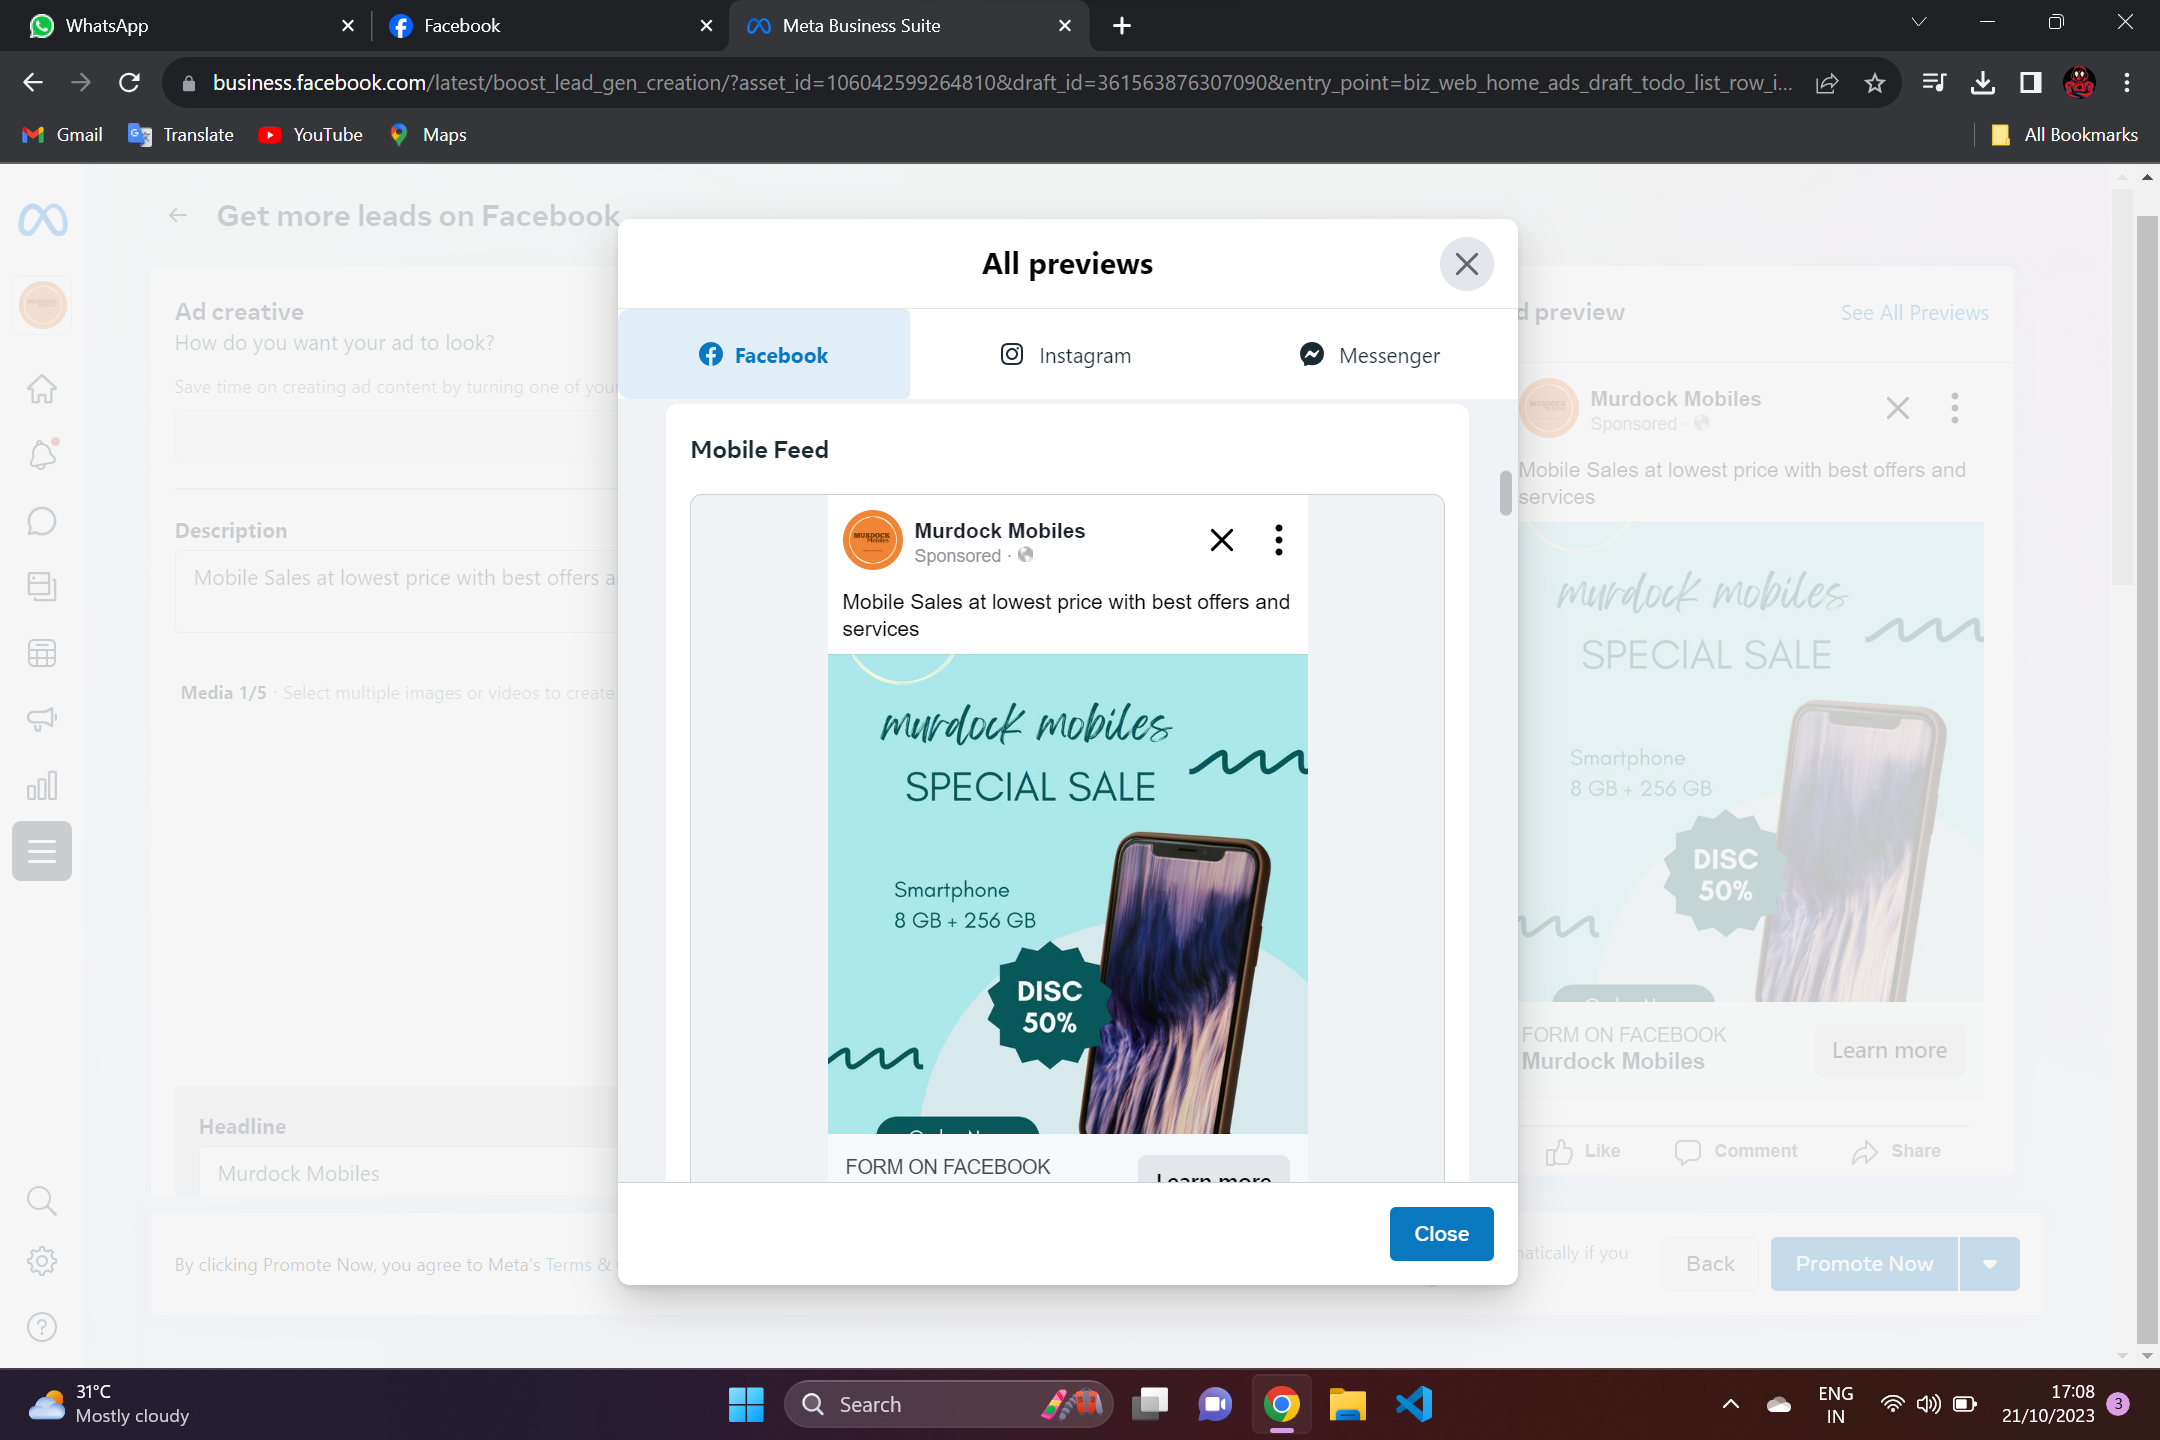 WhatsApp
Facebook
Meta Business Suite
business.facebook.com/latest/boost_lead_gen_creation/?asset_id=106042599264810&draft_id=361563876307090&entry_point=biz_web_home_ads_draft_todo_list_row_i...
Gmail
Translate
YouTube
Maps
All Bookmarks
Get more leads on Facebook
Ad creative
How do you want your ad to look?
Save time on creating ad content by turning one of
Description
Mobile Sales at lowest price with best offers
Media 1/5 · Select multiple images or videos to create
Headline
Murdock Mobiles
By clicking Promote Now, you agree to Meta's Terms &
All previews
Facebook
Instagram
Messenger
Mobile Feed
Murdock Mobiles
Sponsored ·
Mobile Sales at lowest price with best offers and
services
murdock mobiles
SPECIAL SALE
Smartphone
8 GB + 256 GB
DISC
50%
FORM ON FACEBOOK
Learn more
Close
preview
See All Previews
Murdock Mobiles
Sponsored ·
Mobile Sales at lowest price with best offers and
services
murdock mobiles
SPECIAL SALE
Smartphone
8 GB + 256 GB
DISC
50%
FORM ON FACEBOOK
Murdock Mobiles
Learn more
Like
Comment
Share
if you
Back
Promote Now
31°C
Mostly cloudy
Search
ENG
IN
17:08
21/10/2023
3